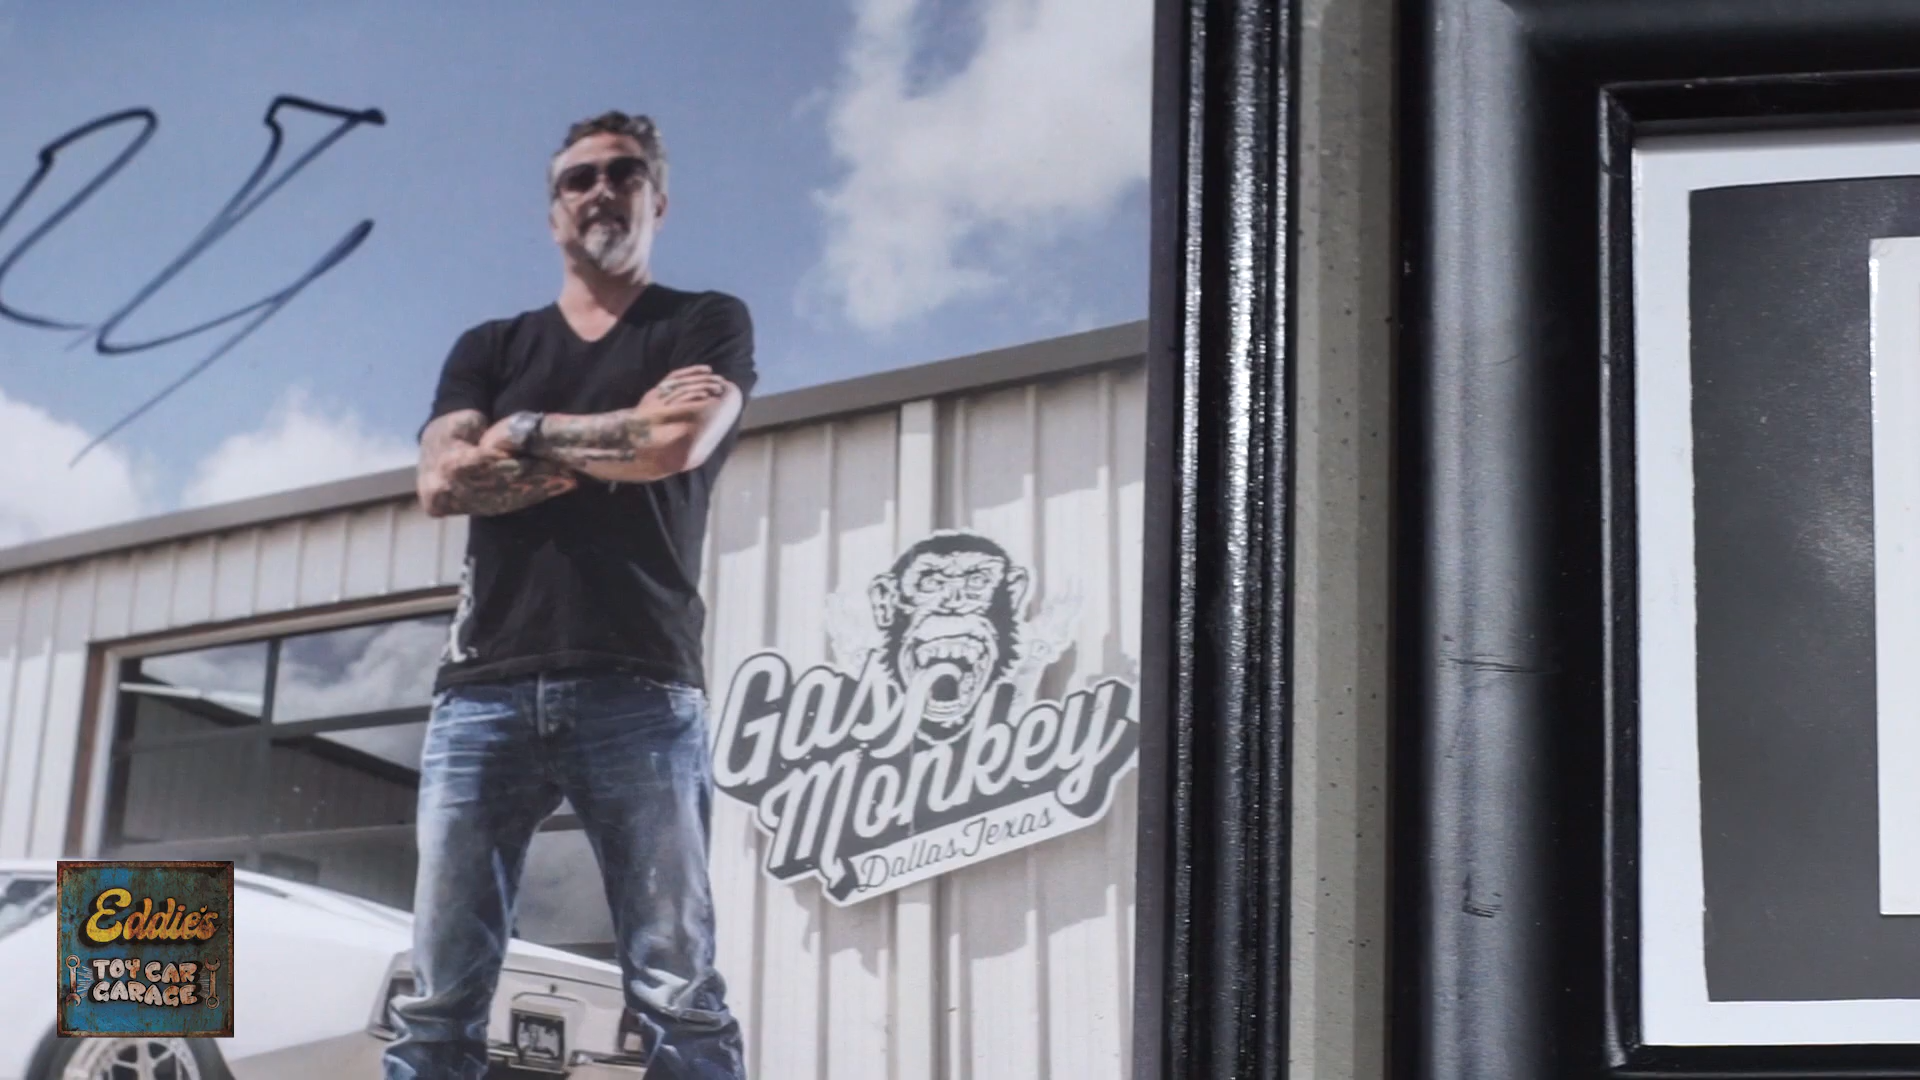 Gas
Monkey
Dallas Texas
Eddie's
TOY CAR
GARAGE